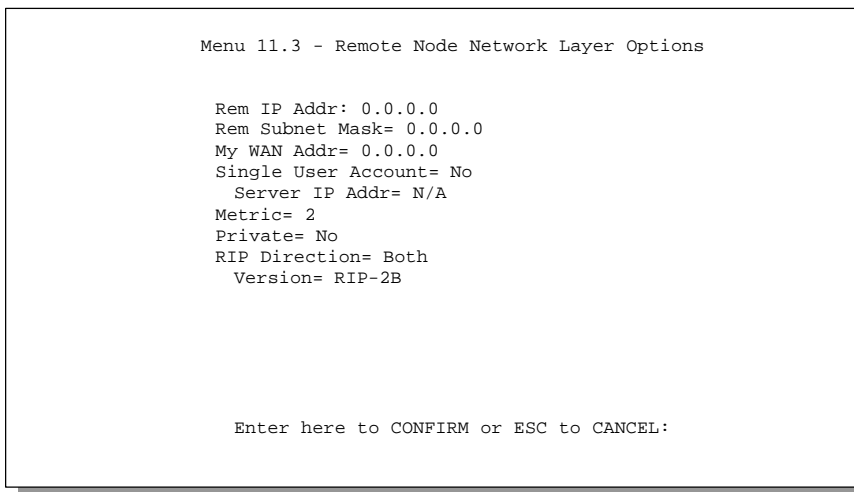 Menu 11.3 - Remote Node Network Layer Options
Rem IP Addr: 0.0.0.0
Rem Subnet Mask= 0.0.0.0
My WAN Addr= 0.0.0.0
Single User Account= No
Server IP Addr= N/A
Metric= 2
Private= No
RIP Direction= Both
Version= RIP-2B
Enter here to CONFIRM or ESC to CANCEL: